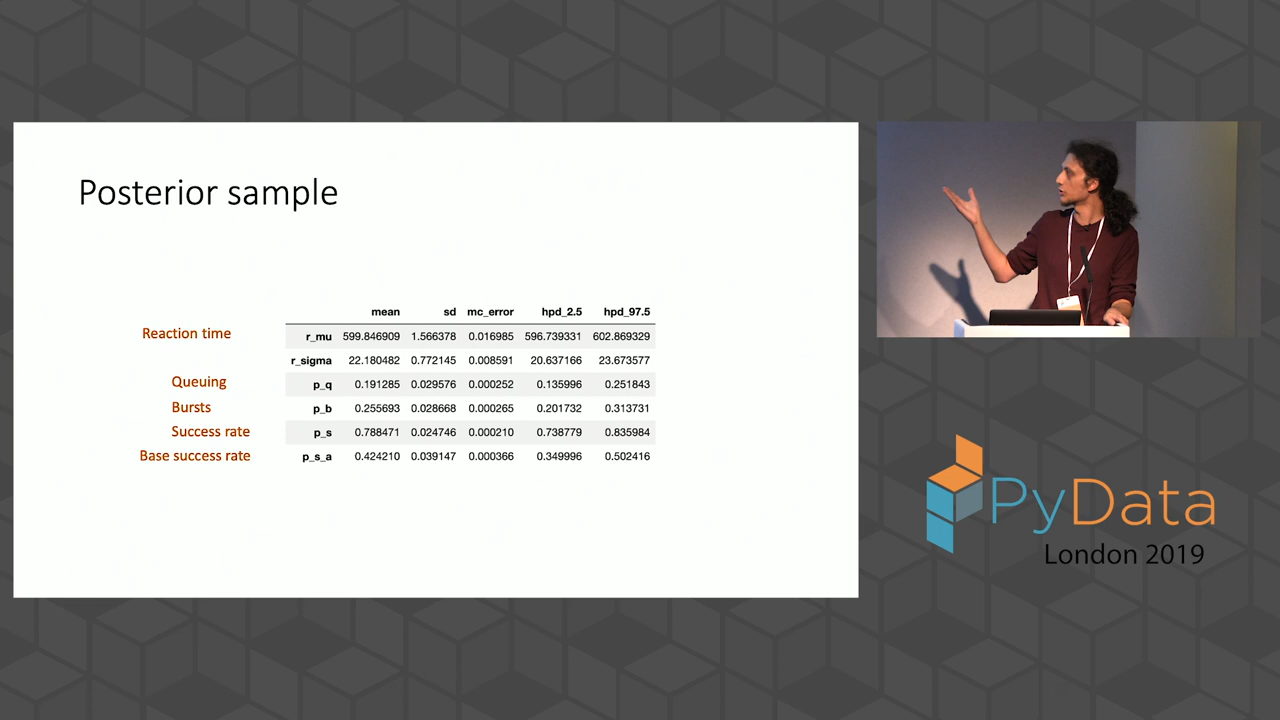 Posterior sample
mean sd mc_error hpd_2.5 hpd_97.5
Reaction time r_mu 599.846909 1.566378 0.016985 596.739331 602.869329
r_sigma 22.180482 0.772145 0.008591 20.637166 23.673577
Queuing p_q 0.191285 0.029576 0.000252 0.135996 0.251843
Bursts p_b 0.255693 0.028668 0.000265 0.201732 0.313731
Success rate p_s 0.788471 0.024746 0.000210 0.738779 0.835984
Base success rate p_s_a 0.424210 0.039147 0.000366 0.349996 0.502416
PyData
London 2019